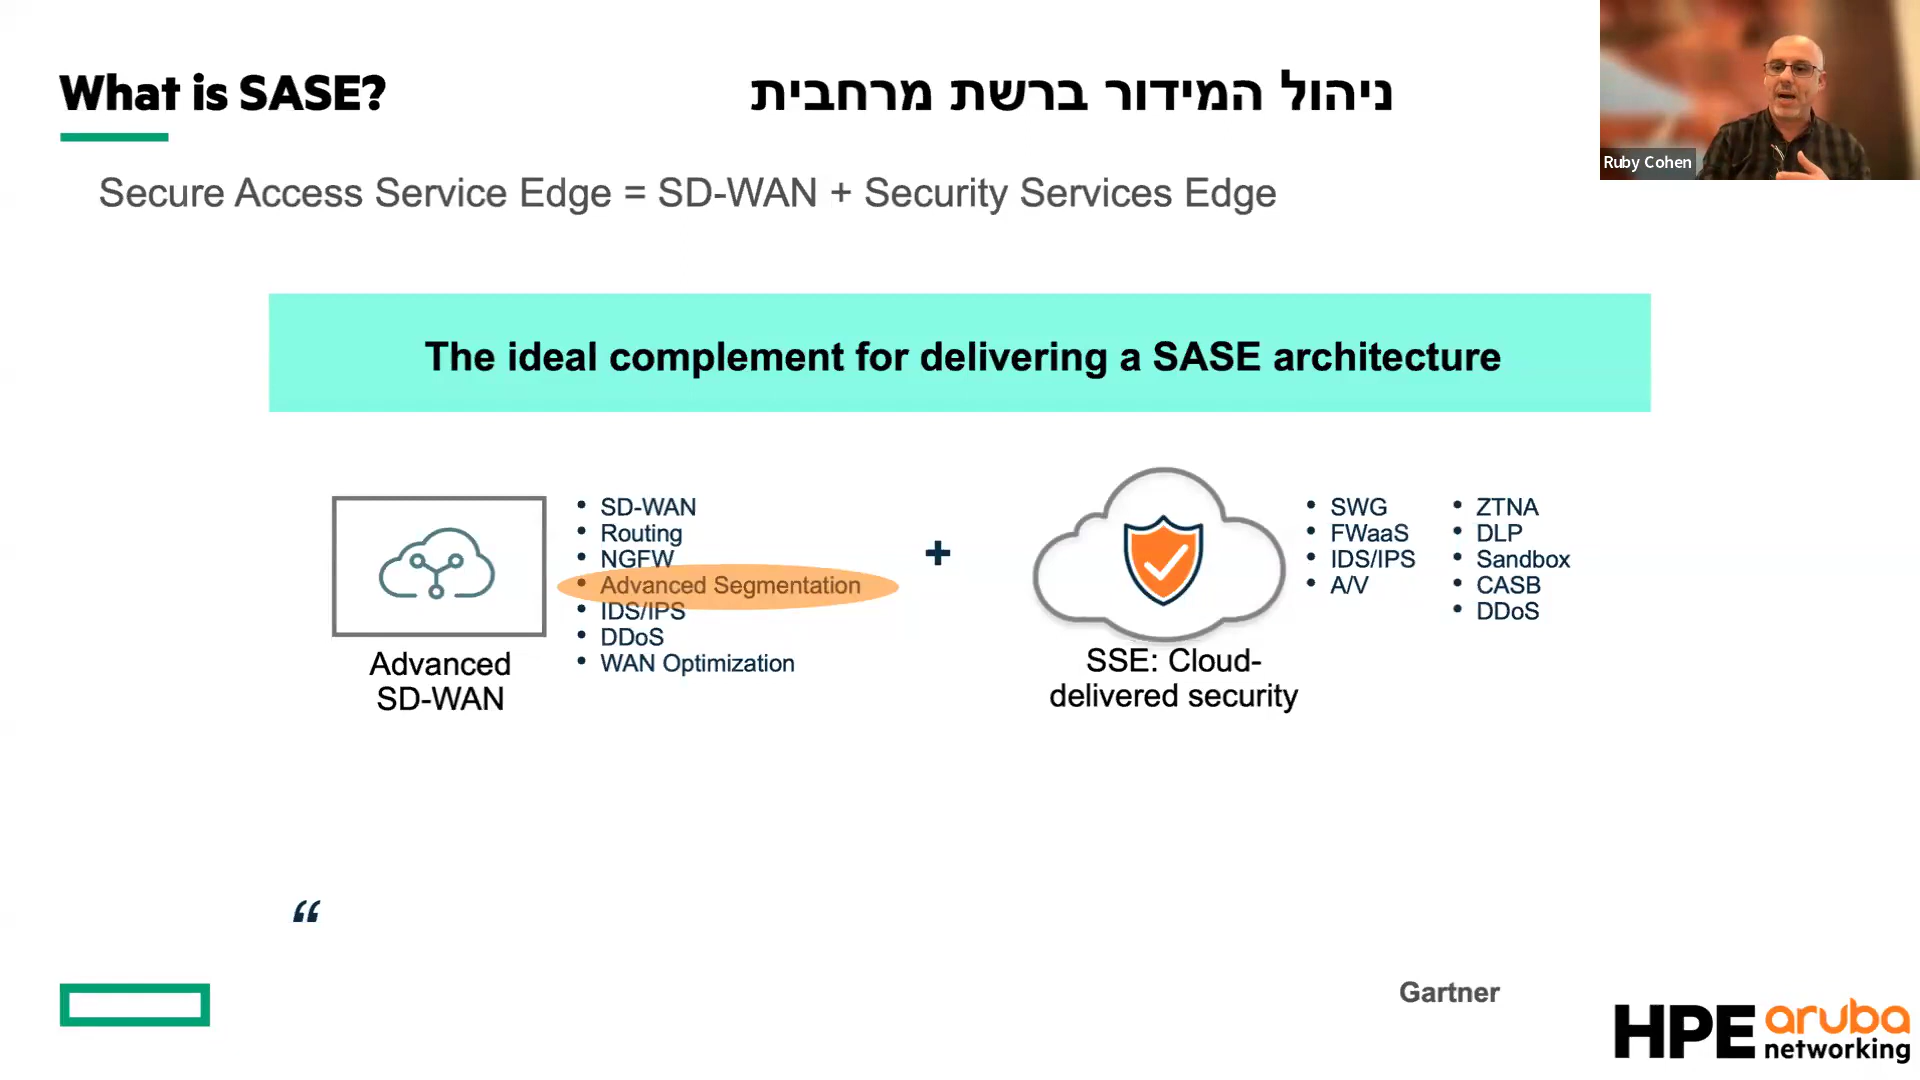 What is SASE?
ניהול המידור ברשת מרחבית
Ruby Cohen
Secure Access Service Edge = SD-WAN + Security Services Edge
The ideal complement for delivering a SASE architecture
Advanced
SD-WAN
• SD-WAN
• Routing
• NGFW
• Advanced Segmentation
• IDS/IPS
• DDoS
• WAN Optimization
+
SSE: Cloud-
delivered security
• SWG
• FWaaS
• IDS/IPS
• A/V
• ZTNA
• DLP
• Sandbox
• CASB
• DDoS
“
Gartner
HPE aruba
networking